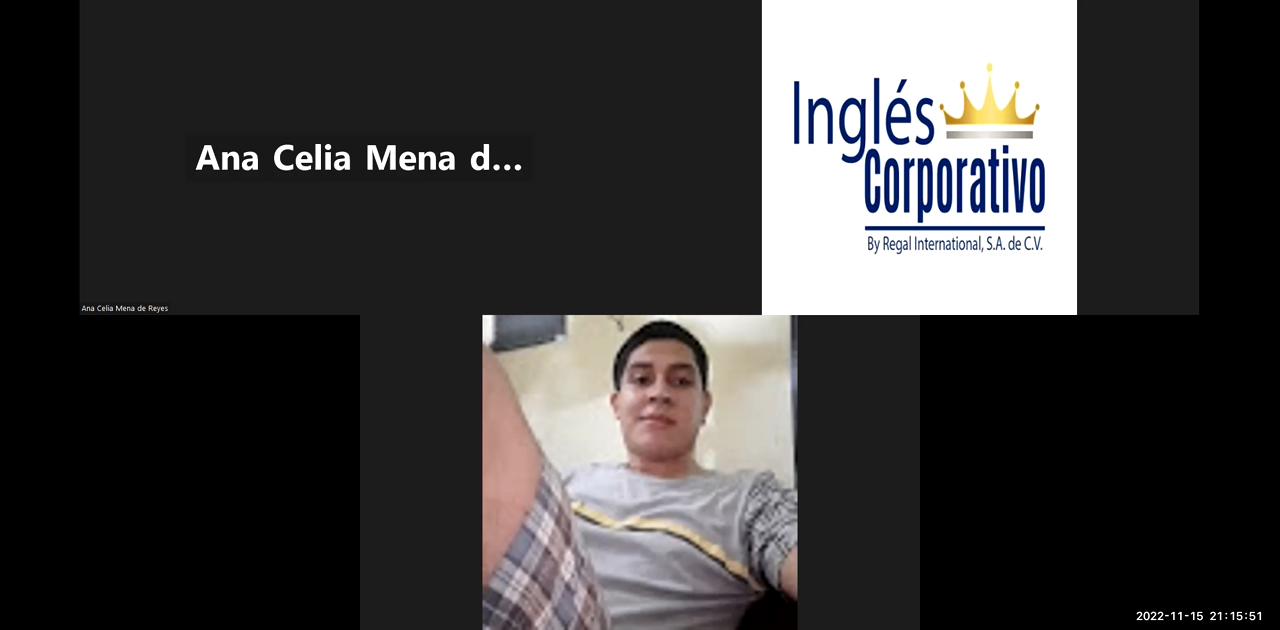 Ana Celia Mena d...
Inglés
Corporativo
By Regal International, S.A. de C.V.
Ana Celia Mena de Reyes
2022-11-15 21:15:51